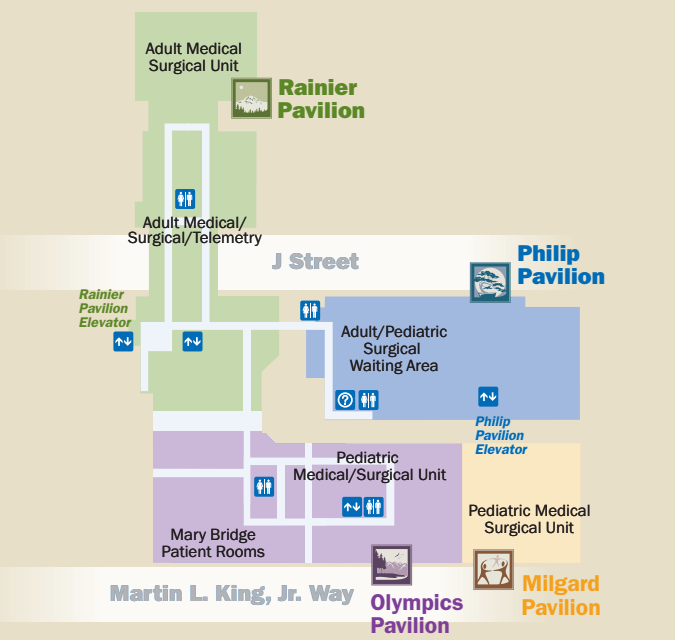 Adult Medical
Surgical Unit
Rainier
Pavilion
Adult Medical/
Surgical/Telemetry
J Street
Philip
Pavilion
Rainier
Pavilion
Elevator
Adult/Pediatric
Surgical
Waiting Area
?
Philip
Pavilion
Elevator
Pediatric
Medical/Surgical Unit
Pediatric Medical
Surgical Unit
Mary Bridge
Patient Rooms
Martin L. King, Jr. Way
Olympics
Pavilion
Milgard
Pavilion